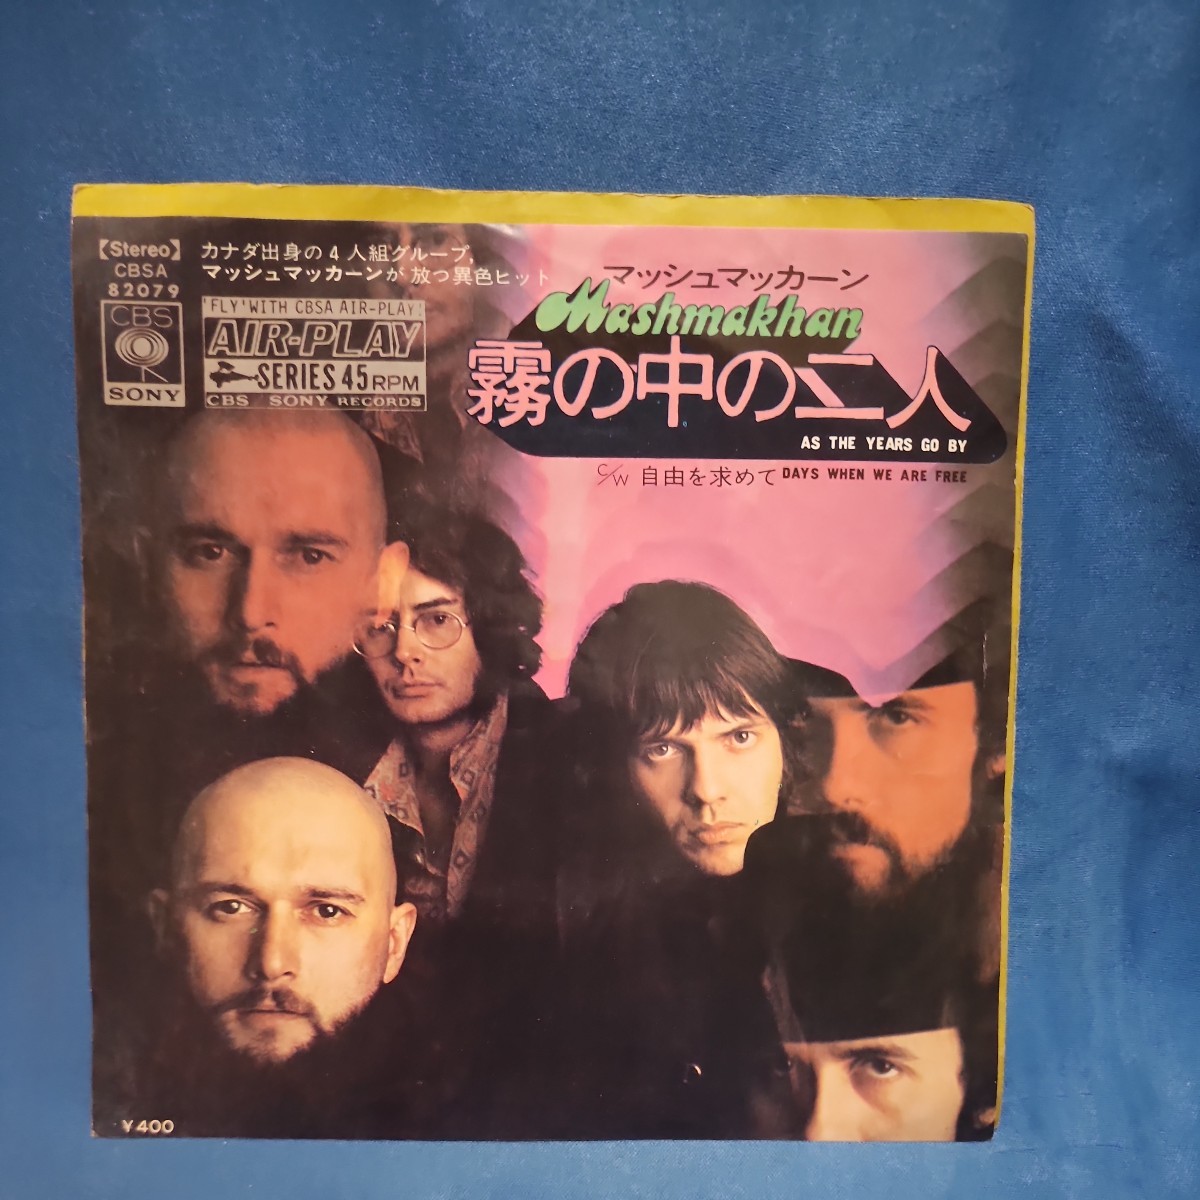 【Stereo】
CBSA
82079
CBS
SONY
カナダ出身の4人組グループ,
マッシュマッカーンが放つ異色ヒット
'FLY' WITH CBSA AIR-PLAY!
AIR-PLAY
SERIES 45 RPM
CBS SONY RECORDS
マッシュマッカーン
Mashmakhan
霧の中の二人
AS THE YEARS GO BY
C/W 自由を求めて DAYS WHEN WE ARE FREE
¥400